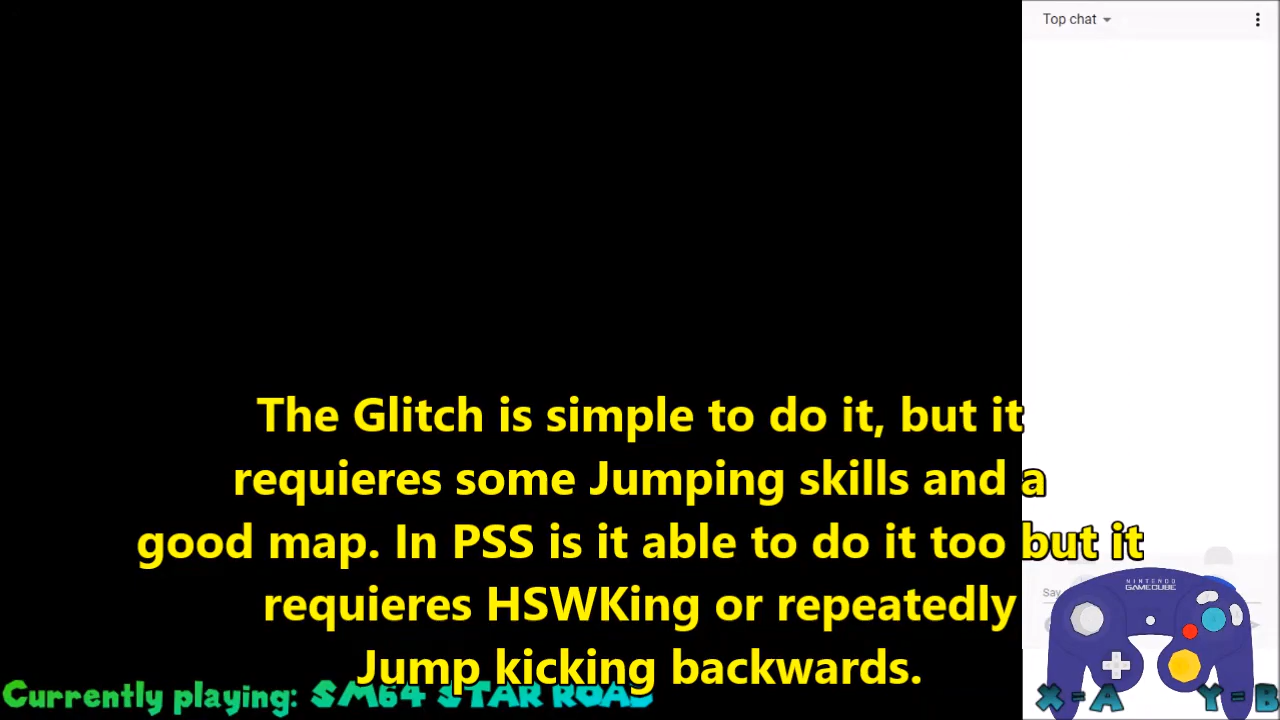 Top chat
The Glitch is simple to do it, but it
requieres some Jumping skills and a
good map. In PSS is it able to do it too but it
requieres HSWKing or repeatedly
Jump kicking backwards.
Currently playing: SM64 STAR ROAD
NINTENDO
GAMECUBE
X=A Y=B